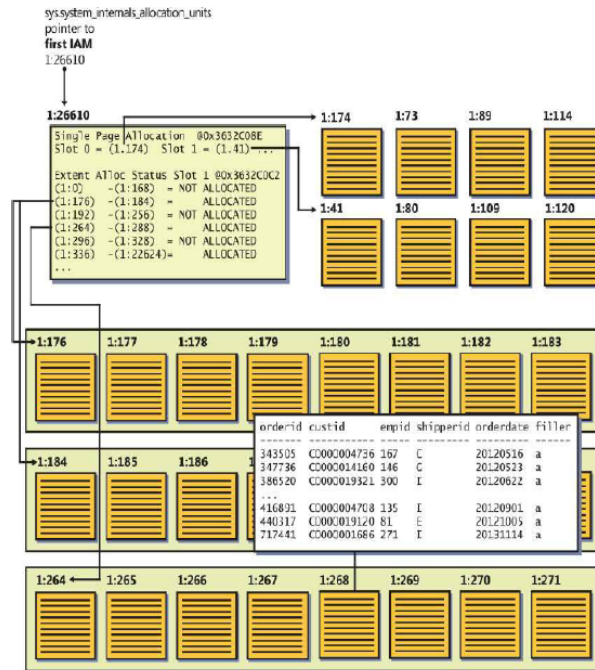 sys.system_internals_allocation_units
pointer to
first IAM
1:26610
1:26610
Single Page Allocation @0x3632C08E
Slot 0 = (1.174) Slot 1 = (1.41) ...
Extent Alloc Status Slot 1 @0x3632C0C2
(1:0) -(1:168) = NOT ALLOCATED
(1:176) -(1:184) = ALLOCATED
(1:192) -(1:256) = NOT ALLOCATED
(1:264) -(1:288) = ALLOCATED
(1:296) -(1:328) = NOT ALLOCATED
(1:336) -(1:22624)= ALLOCATED
...
1:174 1:73 1:89 1:114
1:41 1:80 1:109 1:120
1:176 1:177 1:178 1:179 1:180 1:181 1:182 1:183
orderid custid empid shipperid orderdate filler
------- ------ ----- --------- --------- ------
343505 C0000004736 167 C 20120516 a
347736 C0000014160 146 G 20120523 a
386520 C0000019321 300 I 20120622 a
...
416891 C0000004708 135 I 20120901 a
440317 C0000019120 81 E 20121005 a
717441 C0000001686 271 I 20131114 a
1:184 1:185 1:186
1:264 1:265 1:266 1:267 1:268 1:269 1:270 1:271